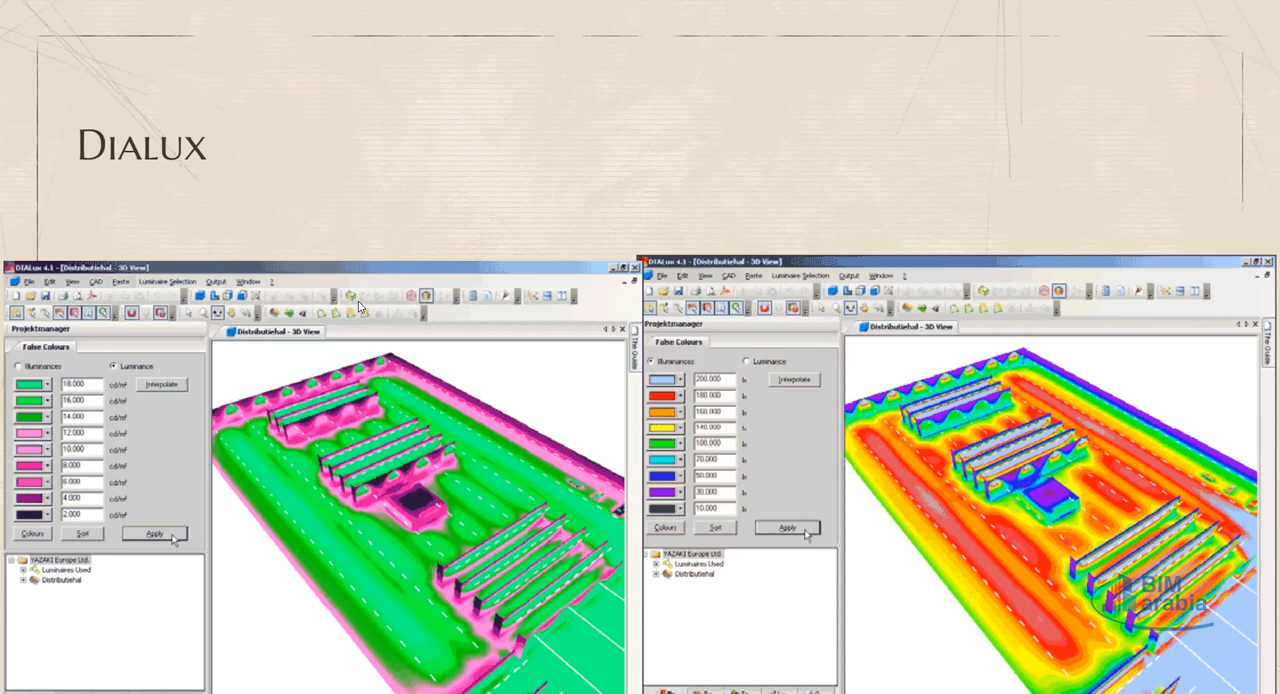 DIALUX
DIALux 4.1 - [Distributiehal - 3D View]
File Edit View CAD Paste Luminaire Selection Output Window ?
Projektmanager
False Colours
Illuminances Luminance
18.000 cd/m²
Interpolate
16.000 cd/m²
14.000 cd/m²
12.000 cd/m²
10.000 cd/m²
8.000 cd/m²
6.000 cd/m²
4.000 cd/m²
2.000 cd/m²
Colours Sort Apply
YAZAKI Europe Ltd.
Luminaires Used
Distributiehal
Distributiehal - 3D View
The Guide
DIALux 4.1 - [Distributiehal - 3D View]
File Edit View CAD Paste Luminaire Selection Output Window ?
Projektmanager
False Colours
Illuminances Luminance
200.000 lx
Interpolate
180.000 lx
160.000 lx
140.000 lx
100.000 lx
70.000 lx
50.000 lx
30.000 lx
10.000 lx
Colours Sort Apply
YAZAKI Europe Ltd.
Luminaires Used
Distributiehal
Distributiehal - 3D View
The Guide
BIM
arabia